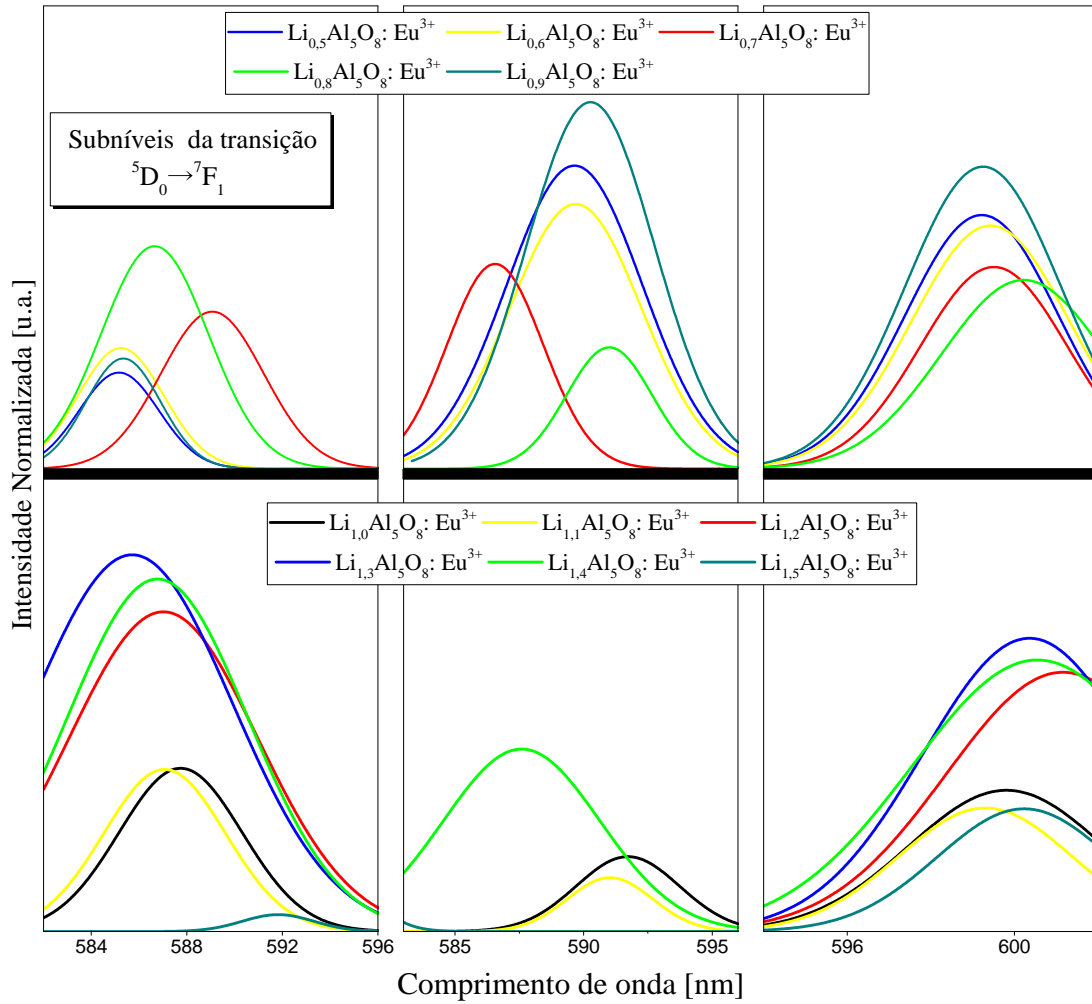 Li0,5Al5O8: Eu3+ Li0,6Al5O8: Eu3+ Li0,7Al5O8: Eu3+
Li0,8Al5O8: Eu3+ Li0,9Al5O8: Eu3+
Subníveis da transição
5D0→7F1
Intensidade Normalizada [u.a.]
Li1,0Al5O8: Eu3+ Li1,1Al5O8: Eu3+ Li1,2Al5O8: Eu3+
Li1,3Al5O8: Eu3+ Li1,4Al5O8: Eu3+ Li1,5Al5O8: Eu3+
584 588 592 596 585 590 595 596 600
Comprimento de onda [nm]